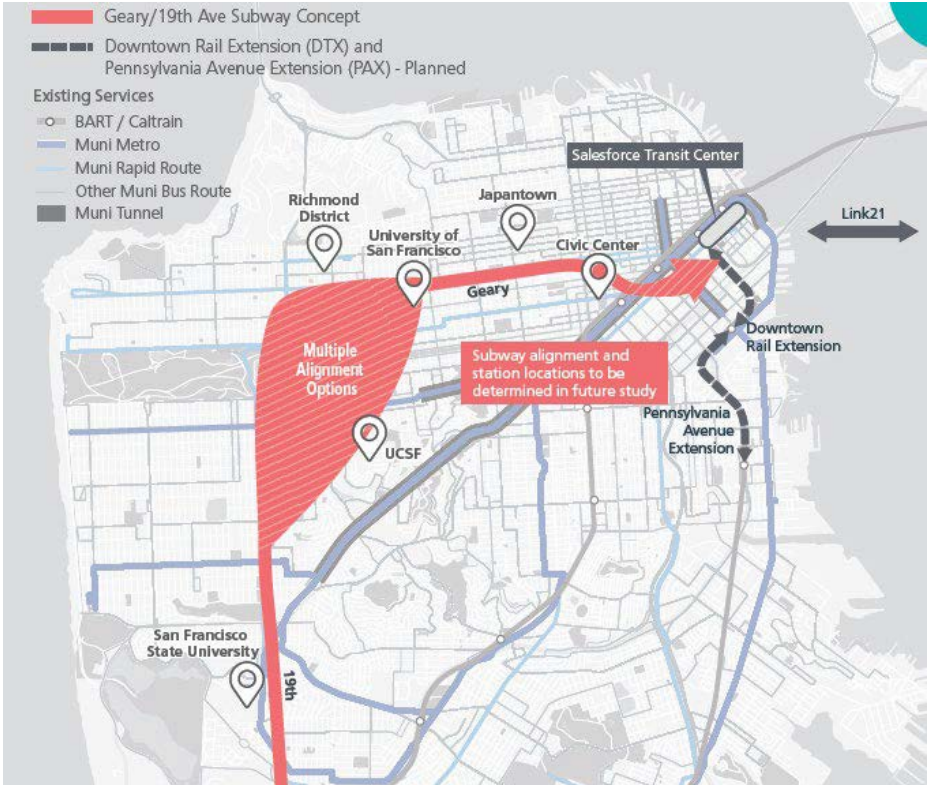 Geary/19th Ave Subway Concept
Downtown Rail Extension (DTX) and
Pennsylvania Avenue Extension (PAX) - Planned
Existing Services
BART / Caltrain
Muni Metro
Muni Rapid Route
Other Muni Bus Route
Muni Tunnel
Salesforce Transit Center
Link21
Richmond
District
Japantown
University of
San Francisco
Civic Center
Geary
Downtown
Rail Extension
Multiple
Alignment
Options
Subway alignment and
station locations to be
determined in future study
Pennsylvania
Avenue
Extension
UCSF
San Francisco
State University
19th